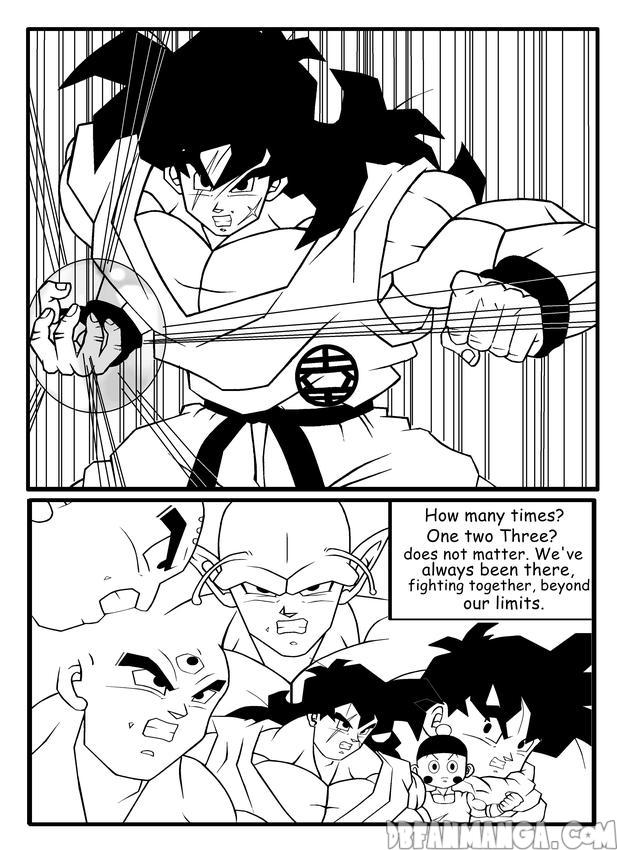 How many times?
One two Three?
does not matter. We've
always been there,
fighting together, beyond
our limits.
DBFANMANGA.COM